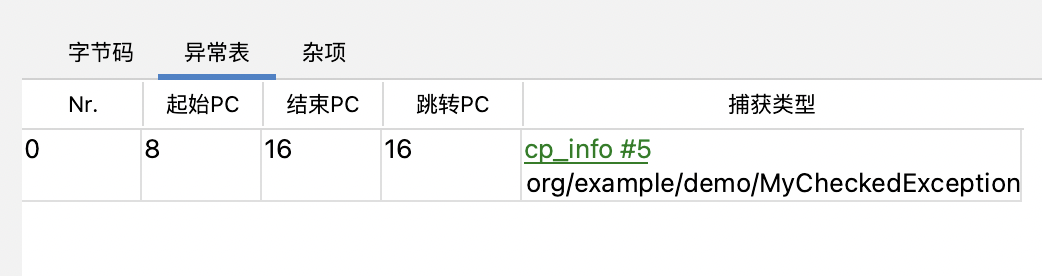 字节码 异常表 杂项
Nr. 起始PC 结束PC 跳转PC 捕获类型
0 8 16 16 cp_info #5
org/example/demo/MyCheckedException